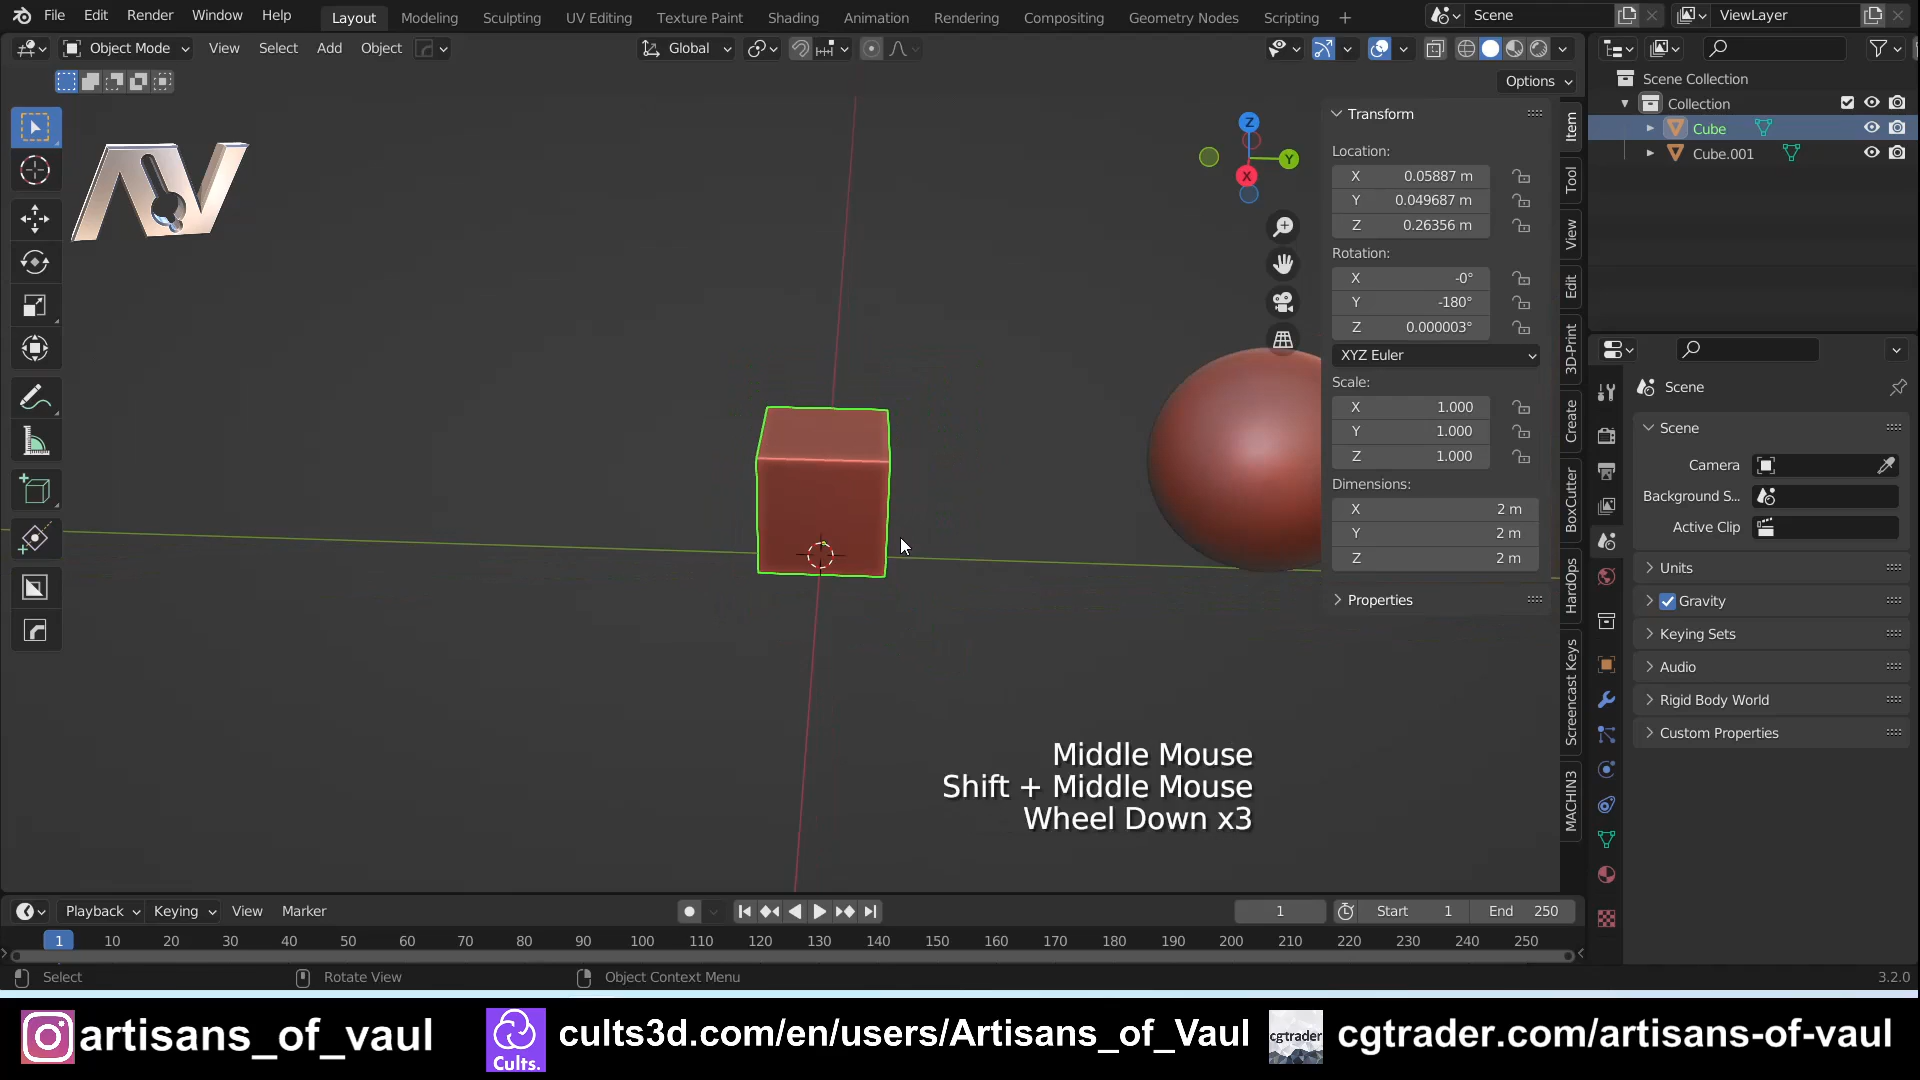 File Edit Render Window Help Layout Modeling Sculpting UV Editing Texture Paint Shading Animation Rendering Compositing Geometry Nodes Scripting + Scene ViewLayer
Object Mode View Select Add Object Global
Options
Transform
Location:
X 0.05887 m
Y 0.049687 m
Z 0.26356 m
Rotation:
X -0°
Y -180°
Z 0.000003°
XYZ Euler
Scale:
X 1.000
Y 1.000
Z 1.000
Dimensions:
X 2 m
Y 2 m
Z 2 m
Properties
Item
Tool
View
Edit
3D-Print
Create
BoxCutter
HardOps
Screencast Keys
MACHIN3
Z
Y
X
Scene Collection
Collection
Cube
Cube.001
Scene
Scene
Camera
Background S...
Active Clip
Units
Gravity
Keying Sets
Audio
Rigid Body World
Custom Properties
Middle Mouse
Shift + Middle Mouse
Wheel Down x3
Playback Keying View Marker 1 Start 1 End 250
1 10 20 30 40 50 60 70 80 90 100 110 120 130 140 150 160 170 180 190 200 210 220 230 240 250
Select Rotate View Object Context Menu 3.2.0
artisans_of_vaul Cults. cults3d.com/en/users/Artisans_of_Vaul cgtrader cgtrader.com/artisans-of-vaul